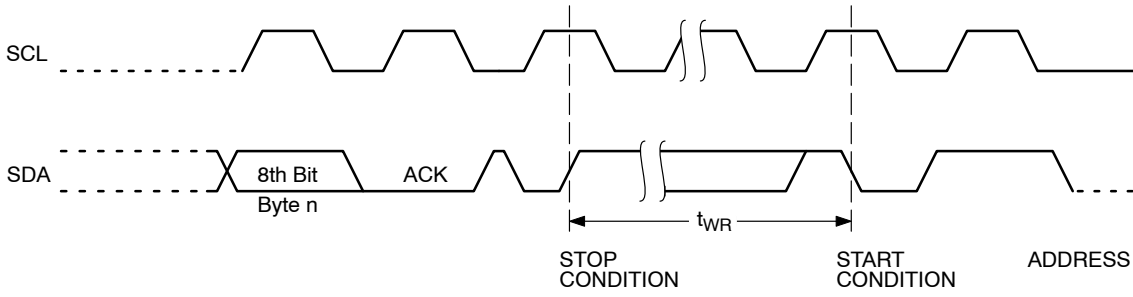 SCL
SDA
8th Bit
Byte n
ACK
tWR
STOP
CONDITION
START
CONDITION
ADDRESS